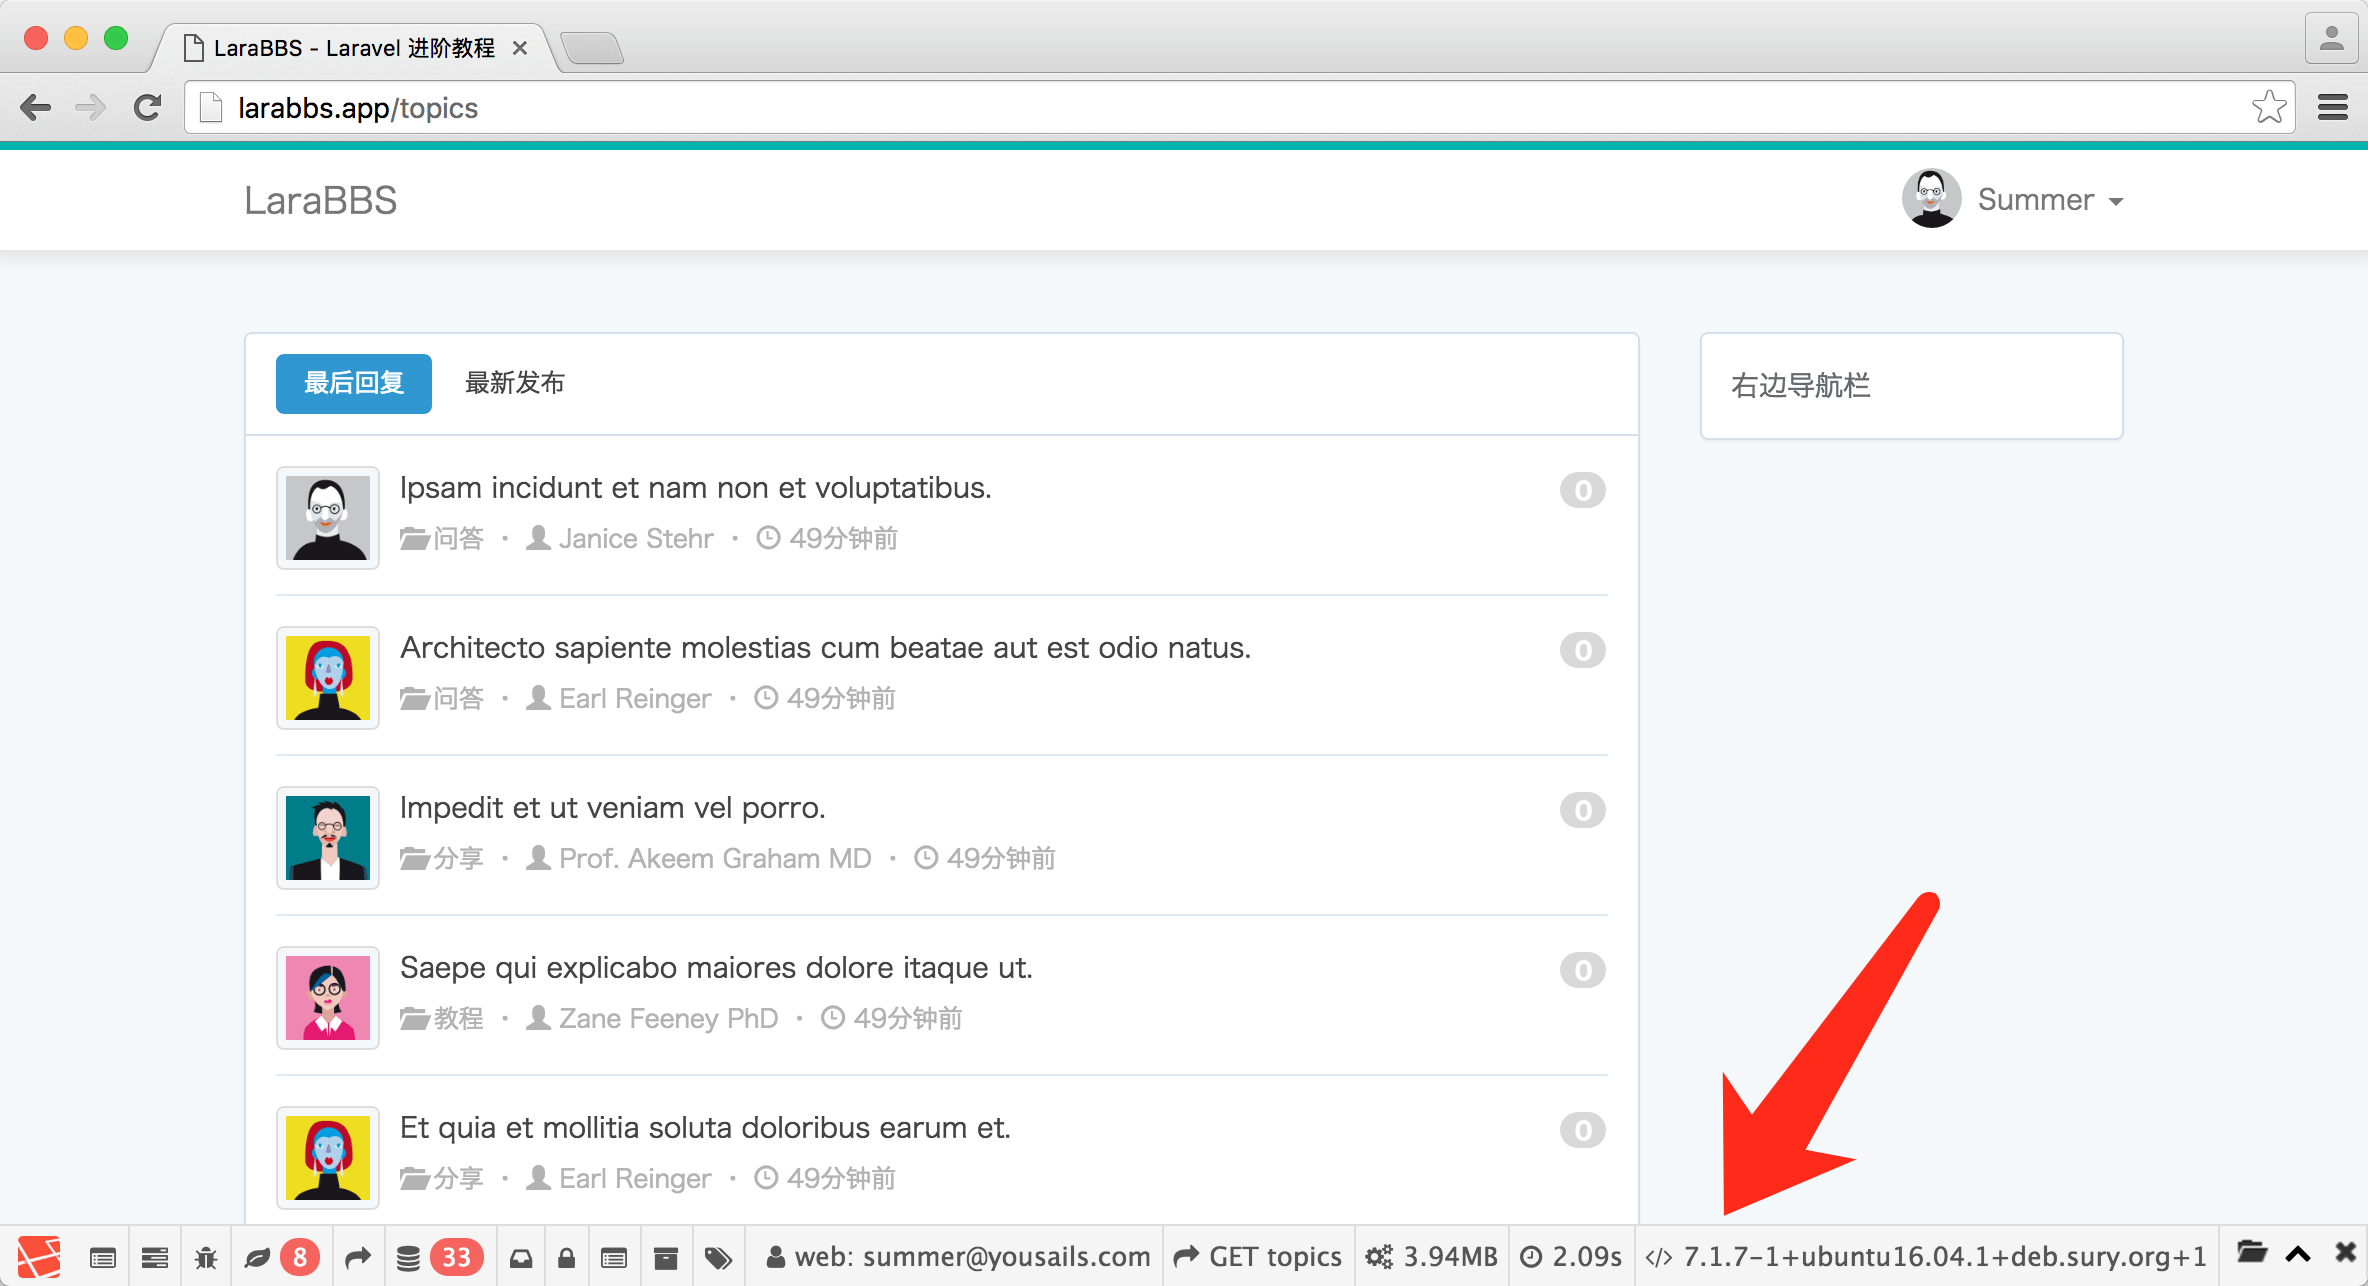 LaraBBS - Laravel 进阶教程
larabbs.app/topics
LaraBBS
Summer
最后回复 最新发布
右边导航栏
Ipsam incidunt et nam non et voluptatibus. 0
问答 • Janice Stehr • 49分钟前
Architecto sapiente molestias cum beatae aut est odio natus. 0
问答 • Earl Reinger • 49分钟前
Impedit et ut veniam vel porro. 0
分享 • Prof. Akeem Graham MD • 49分钟前
Saepe qui explicabo maiores dolore itaque ut. 0
教程 • Zane Feeney PhD • 49分钟前
Et quia et mollitia soluta doloribus earum et. 0
分享 • Earl Reinger • 49分钟前
8 33 web: summer@yousails.com GET topics 3.94MB 2.09s </> 7.1.7-1+ubuntu16.04.1+deb.sury.org+1